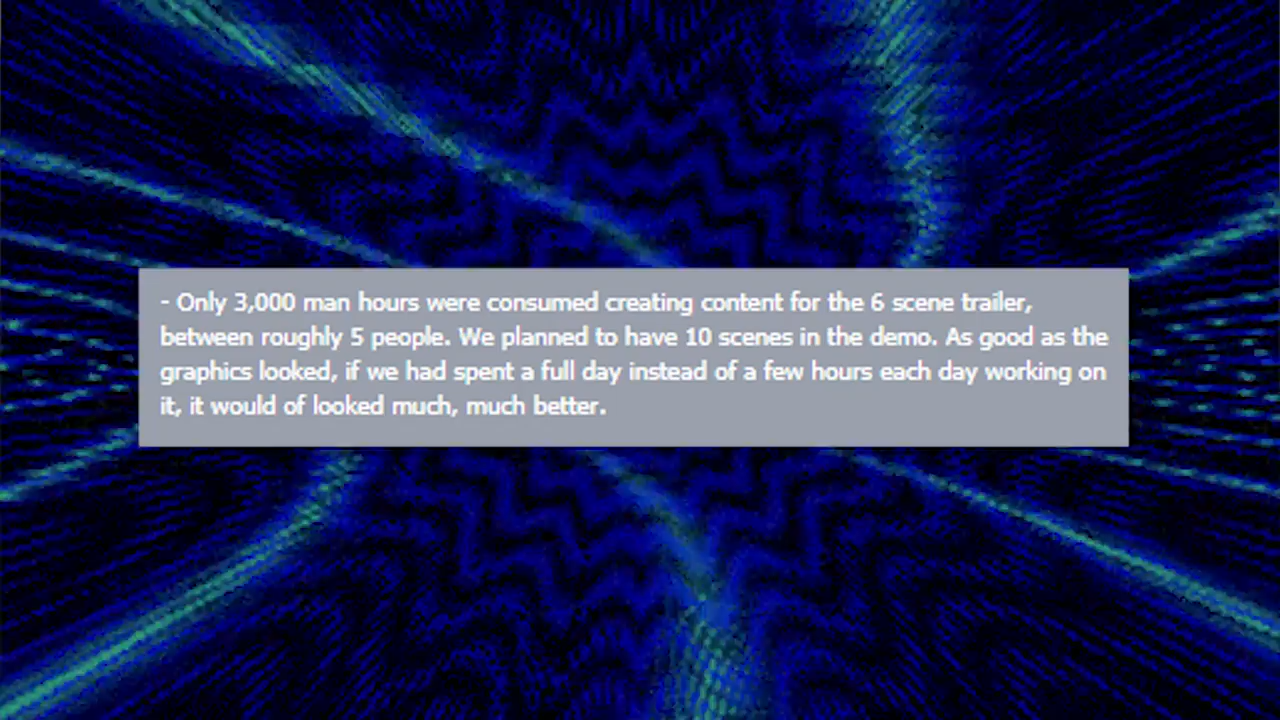 - Only 3,000 man hours were consumed creating content for the 6 scene trailer,
between roughly 5 people. We planned to have 10 scenes in the demo. As good as the
graphics looked, if we had spent a full day instead of a few hours each day working on
it, it would of looked much, much better.